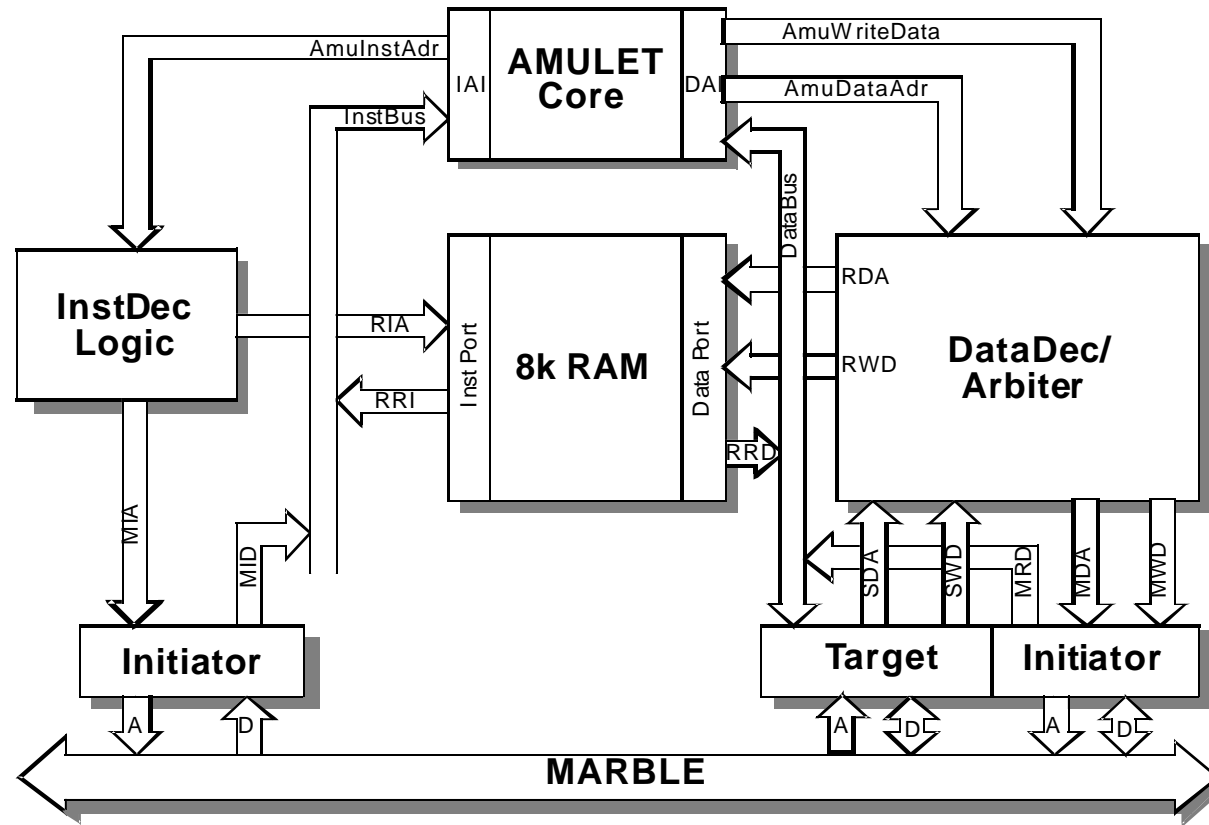 AmuInstAdr
IAI
AMULET
Core
DAI
AmuWriteData
AmuDataAdr
InstBus
DataBus
InstDec
Logic
RIA
RRI
Inst Port
8k RAM
Data Port
RDA
RWD
RRD
DataDec/
Arbiter
MIA
MID
SDA
SWD
MRD
MDA
MWD
Initiator
Target
Initiator
A
D
A
D
A
D
MARBLE